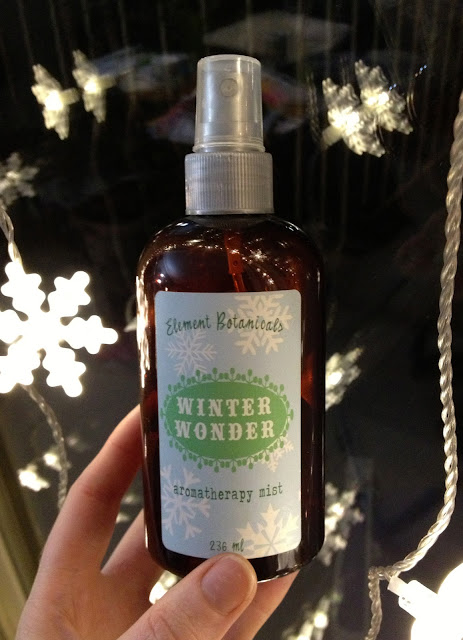 Element Botanicals
WINTER
WONDER
aromatherapy mist
236 ml